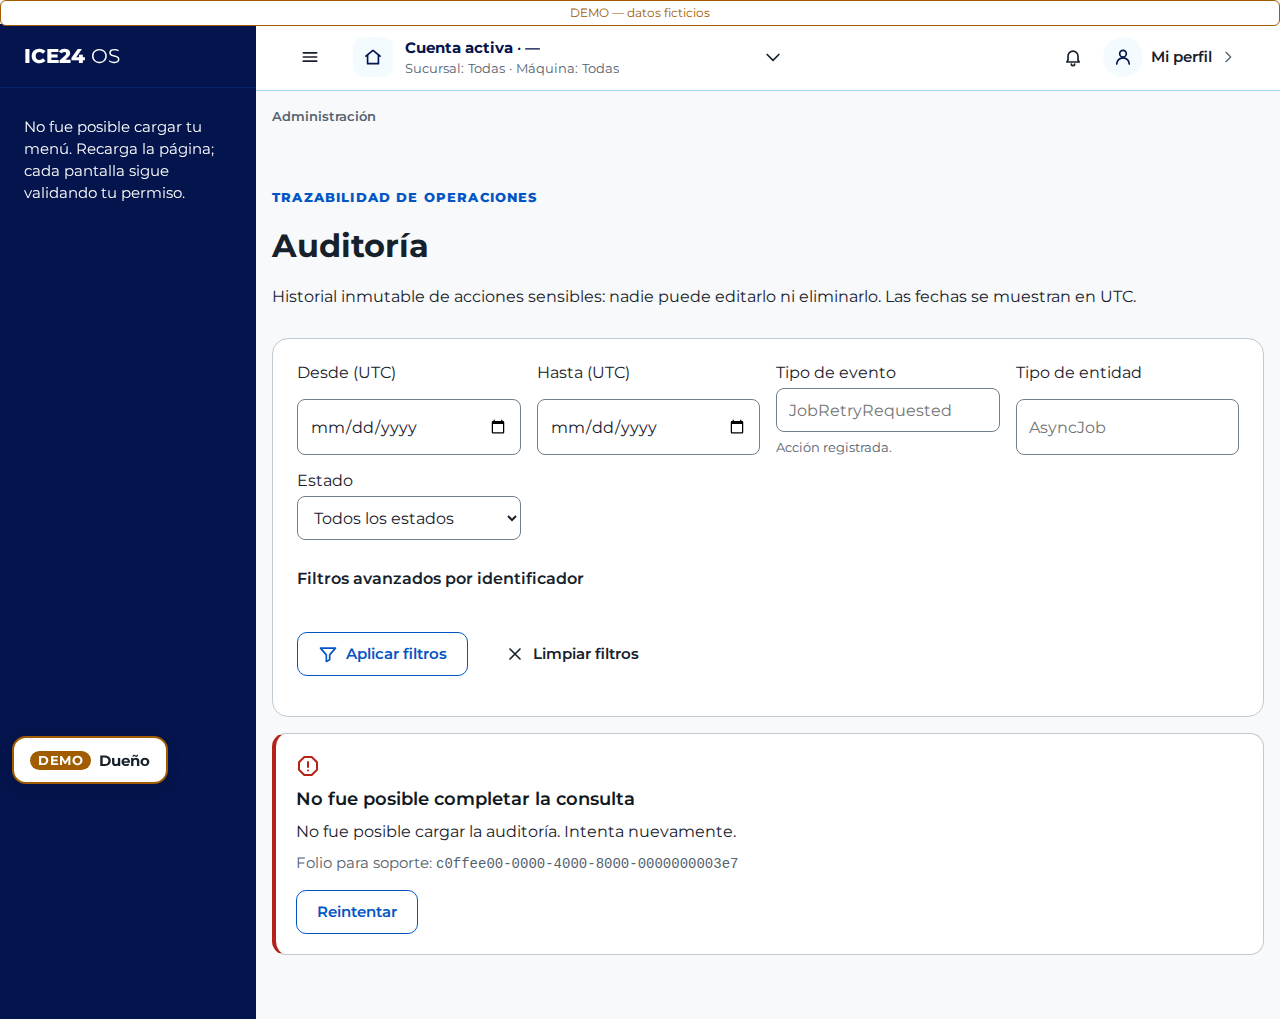 DEMO — datos ficticios
ICE24 OS
Cuenta activa · —
Sucursal: Todas · Máquina: Todas
Mi perfil
No fue posible cargar tu
menú. Recarga la página;
cada pantalla sigue
validando tu permiso.
Administración
TRAZABILIDAD DE OPERACIONES
Auditoría
Historial inmutable de acciones sensibles: nadie puede editarlo ni eliminarlo. Las fechas se muestran en UTC.
Desde (UTC)
mm/dd/yyyy
Hasta (UTC)
mm/dd/yyyy
Tipo de evento
JobRetryRequested
Acción registrada.
Tipo de entidad
AsyncJob
Estado
Todos los estados
Filtros avanzados por identificador
Aplicar filtros
Limpiar filtros
DEMO Dueño
No fue posible completar la consulta
No fue posible cargar la auditoría. Intenta nuevamente.
Folio para soporte: c0ffee00-0000-4000-8000-0000000003e7
Reintentar